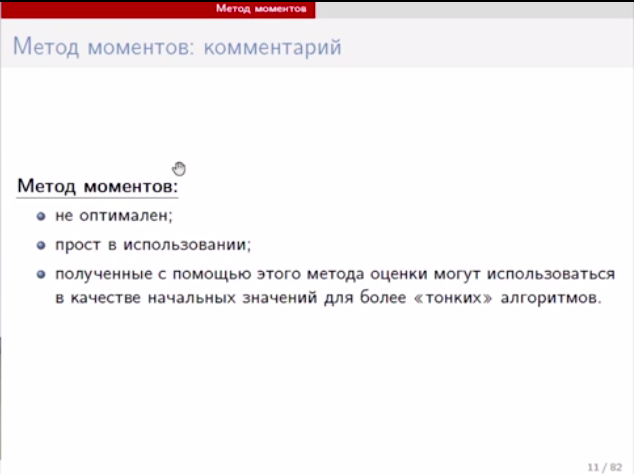 Метод моментов
Метод моментов: комментарий
Метод моментов:
не оптимален;
прост в использовании;
полученные с помощью этого метода оценки могут использоваться
в качестве начальных значений для более «тонких» алгоритмов.
11 / 82